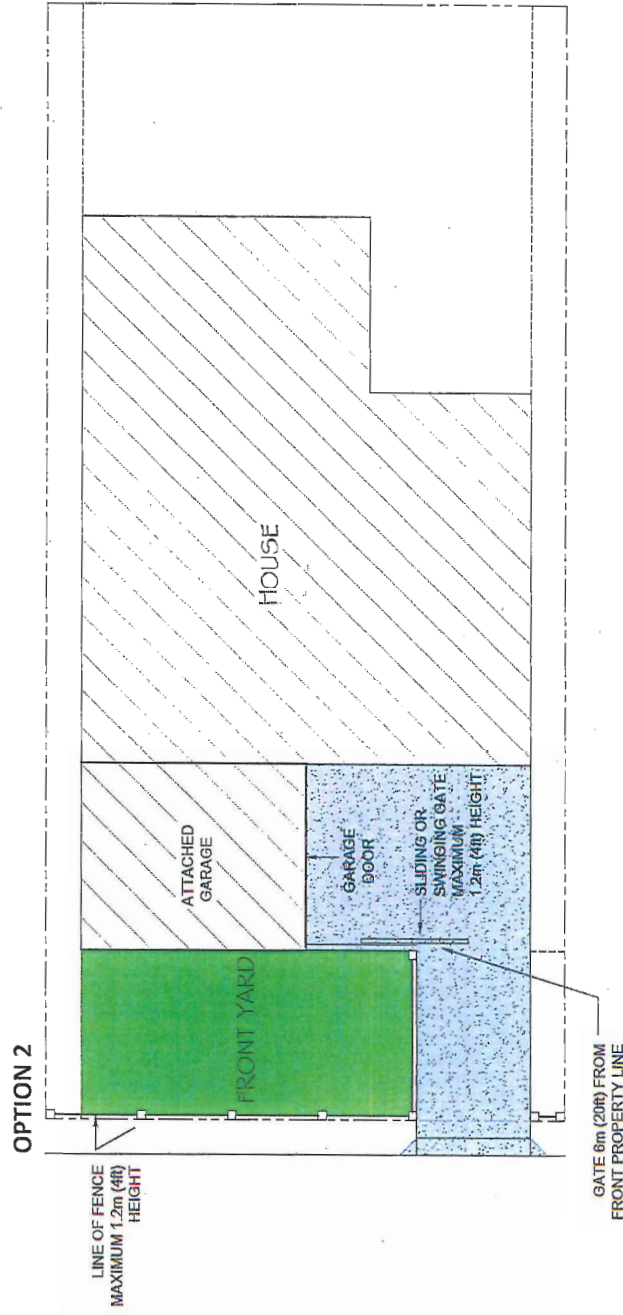 OPTION 2
LINE OF FENCE
MAXIMUM 1.2m (4ft)
HEIGHT
FRONT YARD
ATTACHED
GARAGE
HOUSE
GARAGE
DOOR
SLIDING OR
SWINGING GATE
MAXIMUM
1.2m (4ft) HEIGHT
GATE 6m (20ft) FROM
FRONT PROPERTY LINE